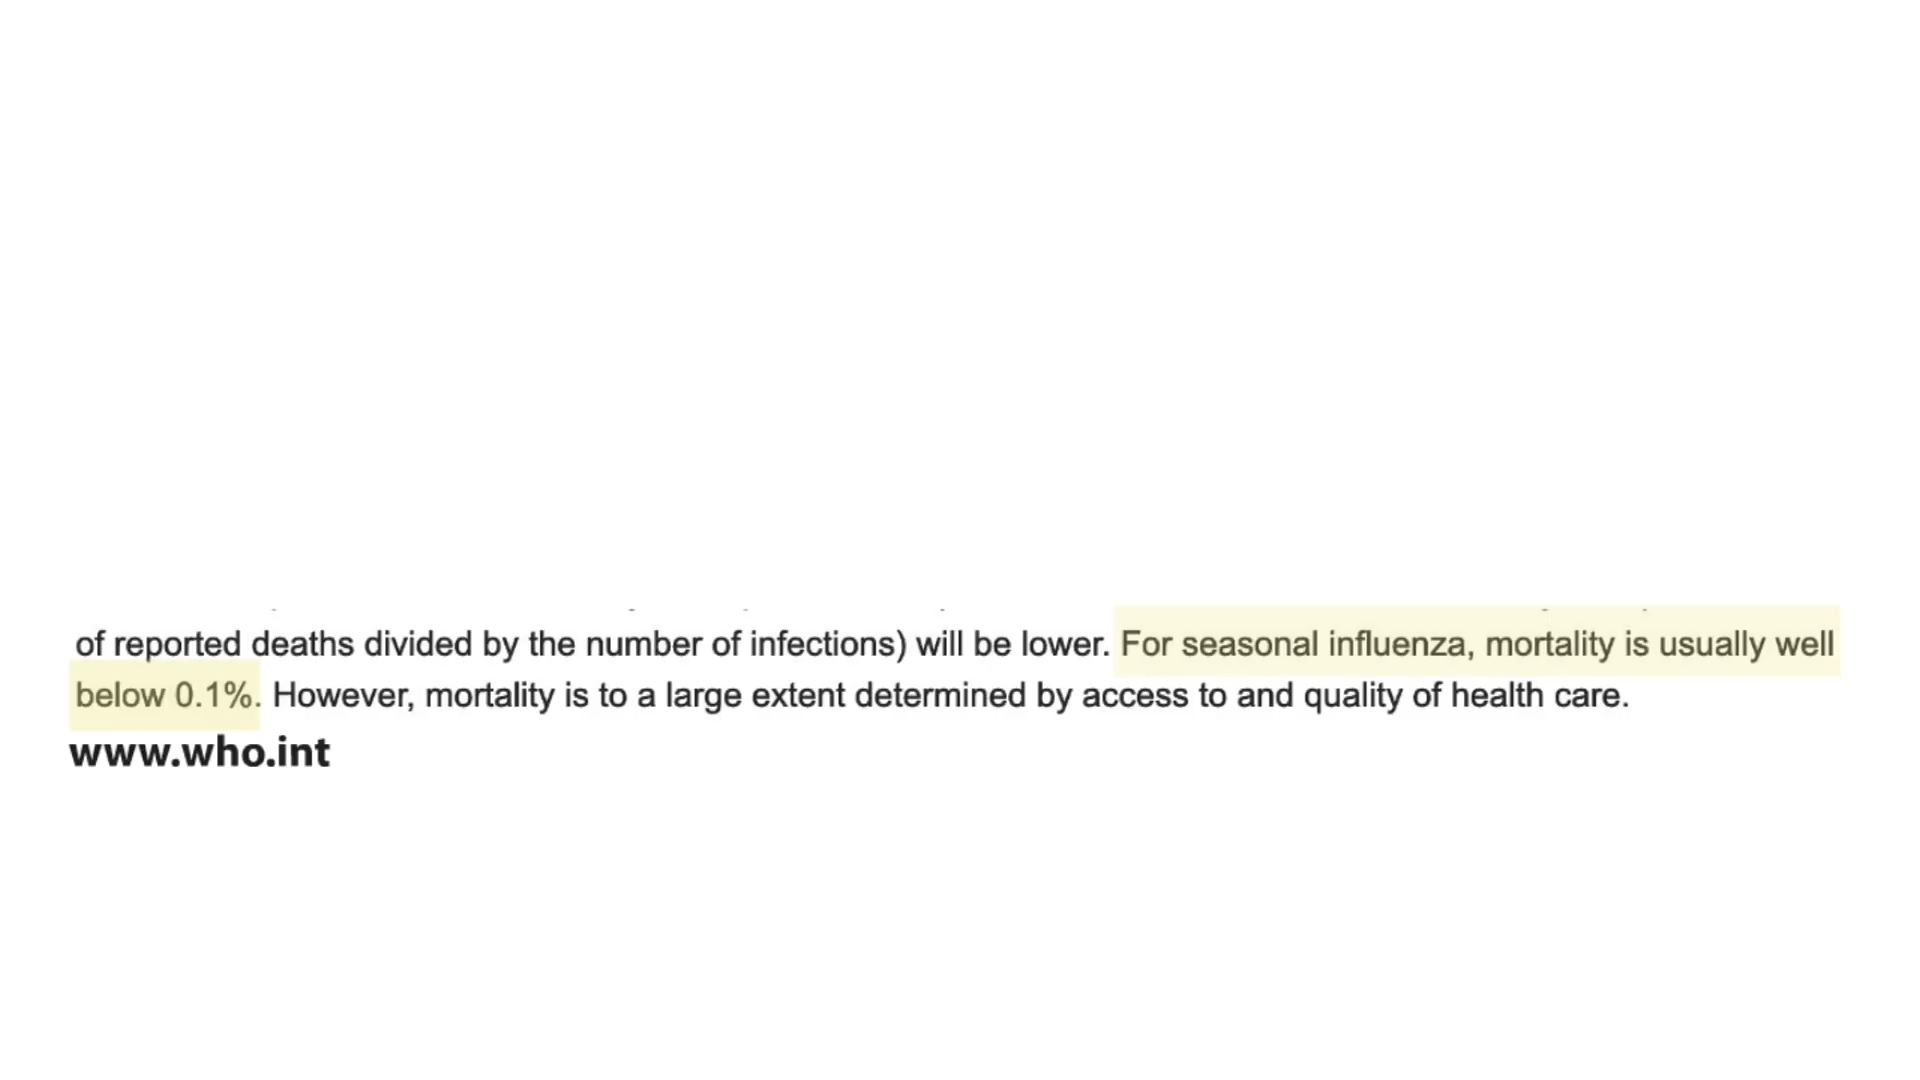 of reported deaths divided by the number of infections) will be lower. For seasonal influenza, mortality is usually well
below 0.1%. However, mortality is to a large extent determined by access to and quality of health care.
www.who.int